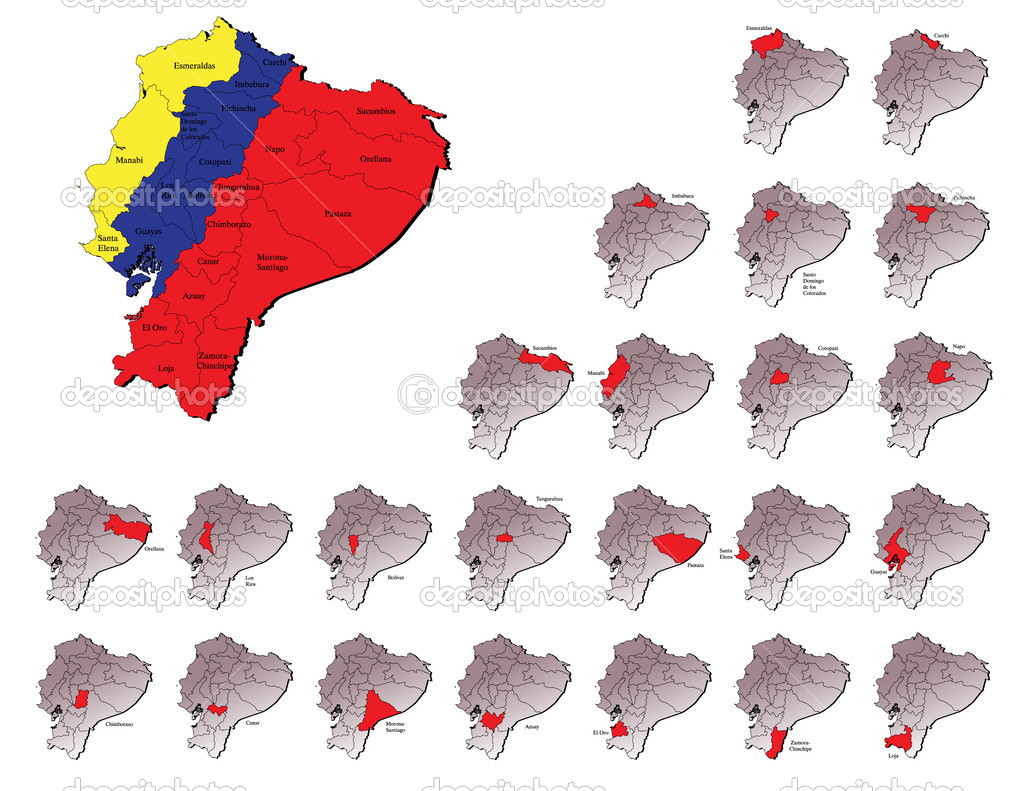 depositphotos depositphotos depositphotos
Esmeraldas
Carchi
Imbabura
Pichincha
Santo
Domingo
de los
Colorados
Sucumbios
Napo
Orellana
Manabi
Cotopaxi
Los
Rios
Bolivar
Tungurahua
Pastaza
Chimborazo
Guayas
Santa
Elena
Canar
Morona-
Santiago
Azuay
El Oro
Loja
Zamora-
Chinchipe
Esmeraldas
Carchi
depositphotos depositphotos depositphotos
Imbabura
Santo
Domingo
de los
Colorados
Pichincha
Sucumbios
Manabi
Cotopaxi
Napo
depositphotos depositphotos depositphotos
Orellana
Los
Rios
Bolivar
Tungurahua
Pastaza
Santa
Elena
Guayas
depositphotos depositphotos depositphotos
Chimborazo
Canar
Morona-
Santiago
Azuay
El Oro
Zamora-
Chinchipe
Loja
depositphotos depositphotos depositphotos